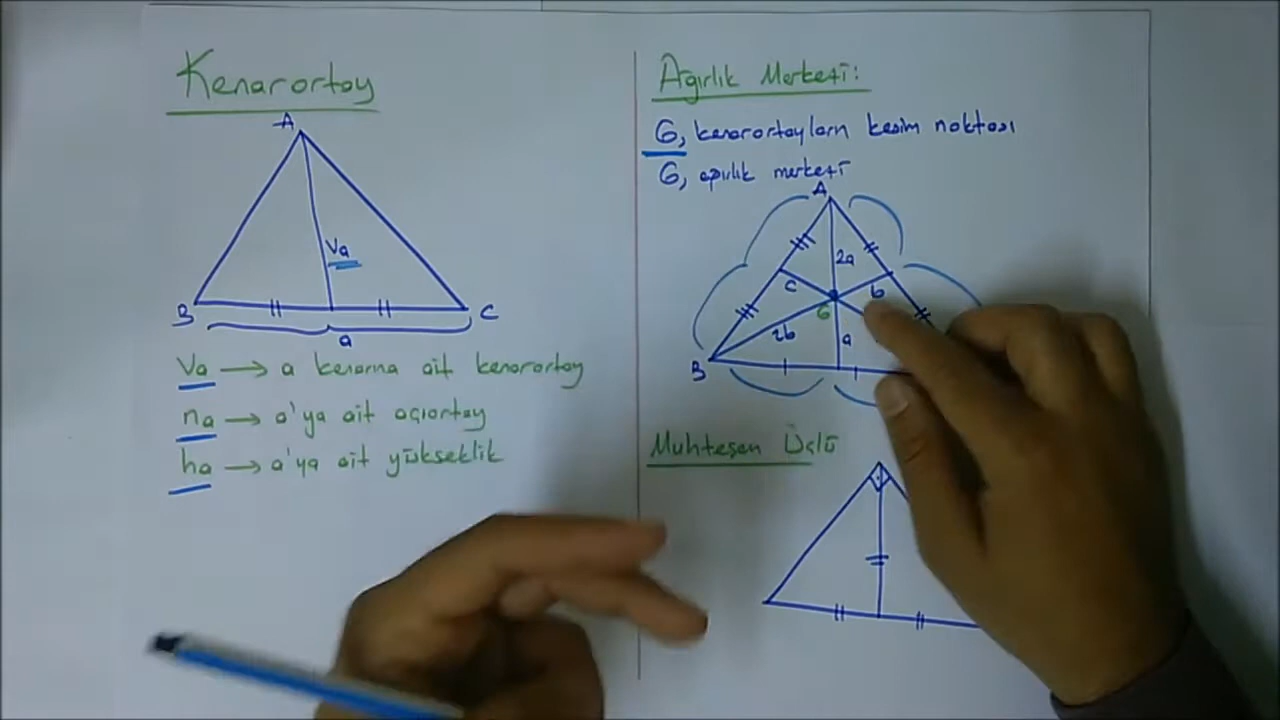 Kenarortay
A
Va
B
C
a
Va → a kenarına ait kenarortay
na → a'ya ait açıortay
ha → a'ya ait yükseklik
Ağırlık Merkezi:
G, kenarortayların kesim noktası
G, ağırlık merkezi
A
2a
c
b
G
2b
a
B
Muhteşem Üçlü